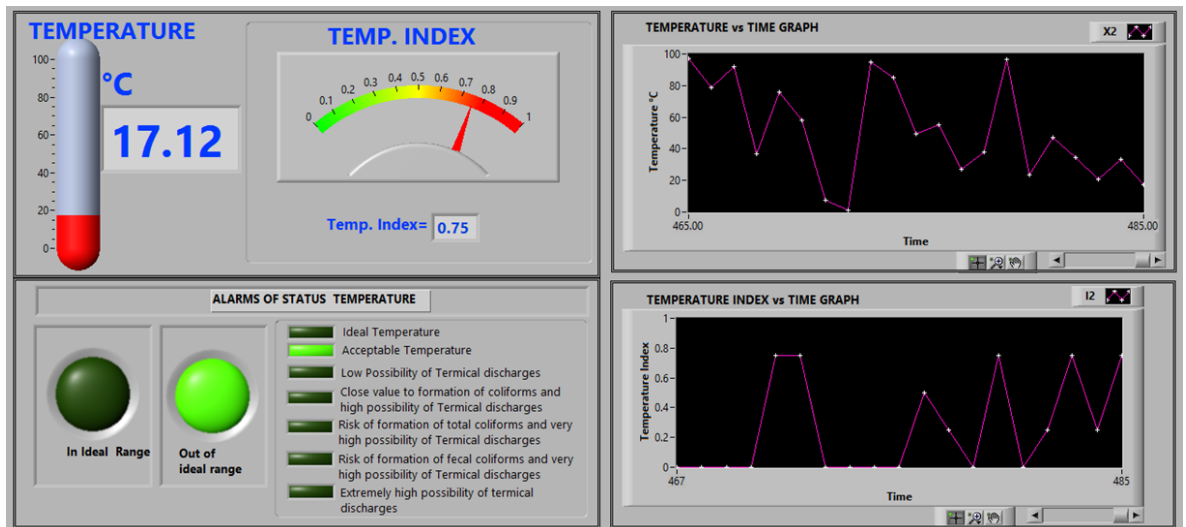 TEMPERATURE
°C
17.12
100
80
60
40
20
0
TEMP. INDEX
0
0.1
0.2
0.3
0.4
0.5
0.6
0.7
0.8
0.9
1
Temp. Index= 0.75
TEMPERATURE vs TIME GRAPH
X2
Temperature °C
100
80
60
40
20
0
465.00
485.00
Time
ALARMS OF STATUS TEMPERATURE
In Ideal Range
Out of
ideal range
Ideal Temperature
Acceptable Temperature
Low Possibility of Termical discharges
Close value to formation of coliforms and
high possibility of Termical discharges
Risk of formation of total coliforms and very
high possibility of Termical discharges
Risk of formation of fecal coliforms and very
high possibility of Termical discharges
Extremely high possibility of termical
discharges
TEMPERATURE INDEX vs TIME GRAPH
I2
Temperature Index
1
0.8
0.6
0.4
0.2
0
467
485
Time